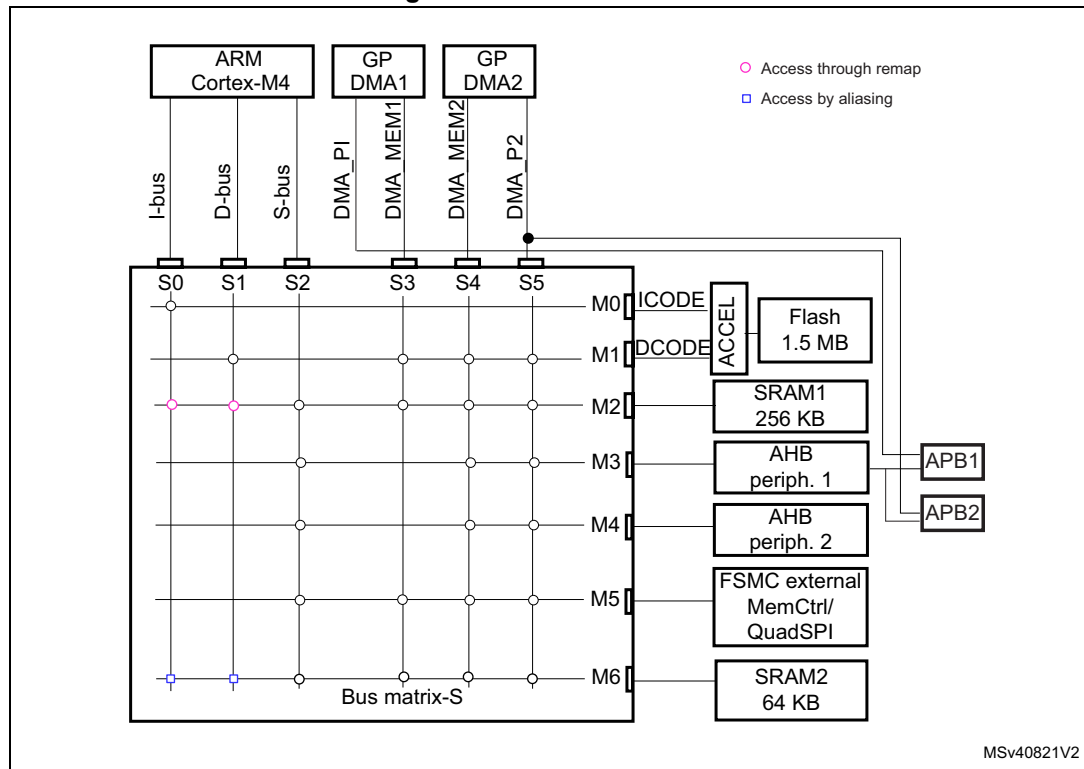 ARM
Cortex-M4
GP
DMA1
GP
DMA2
Access through remap
Access by aliasing
I-bus
D-bus
S-bus
DMA_PI
DMA_MEM1
DMA_MEM2
DMA_P2
S0
S1
S2
S3
S4
S5
M0
ICODE
M1
DCODE
ACCEL
Flash
1.5 MB
M2
SRAM1
256 KB
M3
AHB
periph. 1
APB1
APB2
M4
AHB
periph. 2
M5
FSMC external
MemCtrl/
QuadSPI
M6
SRAM2
64 KB
Bus matrix-S
MSv40821V2